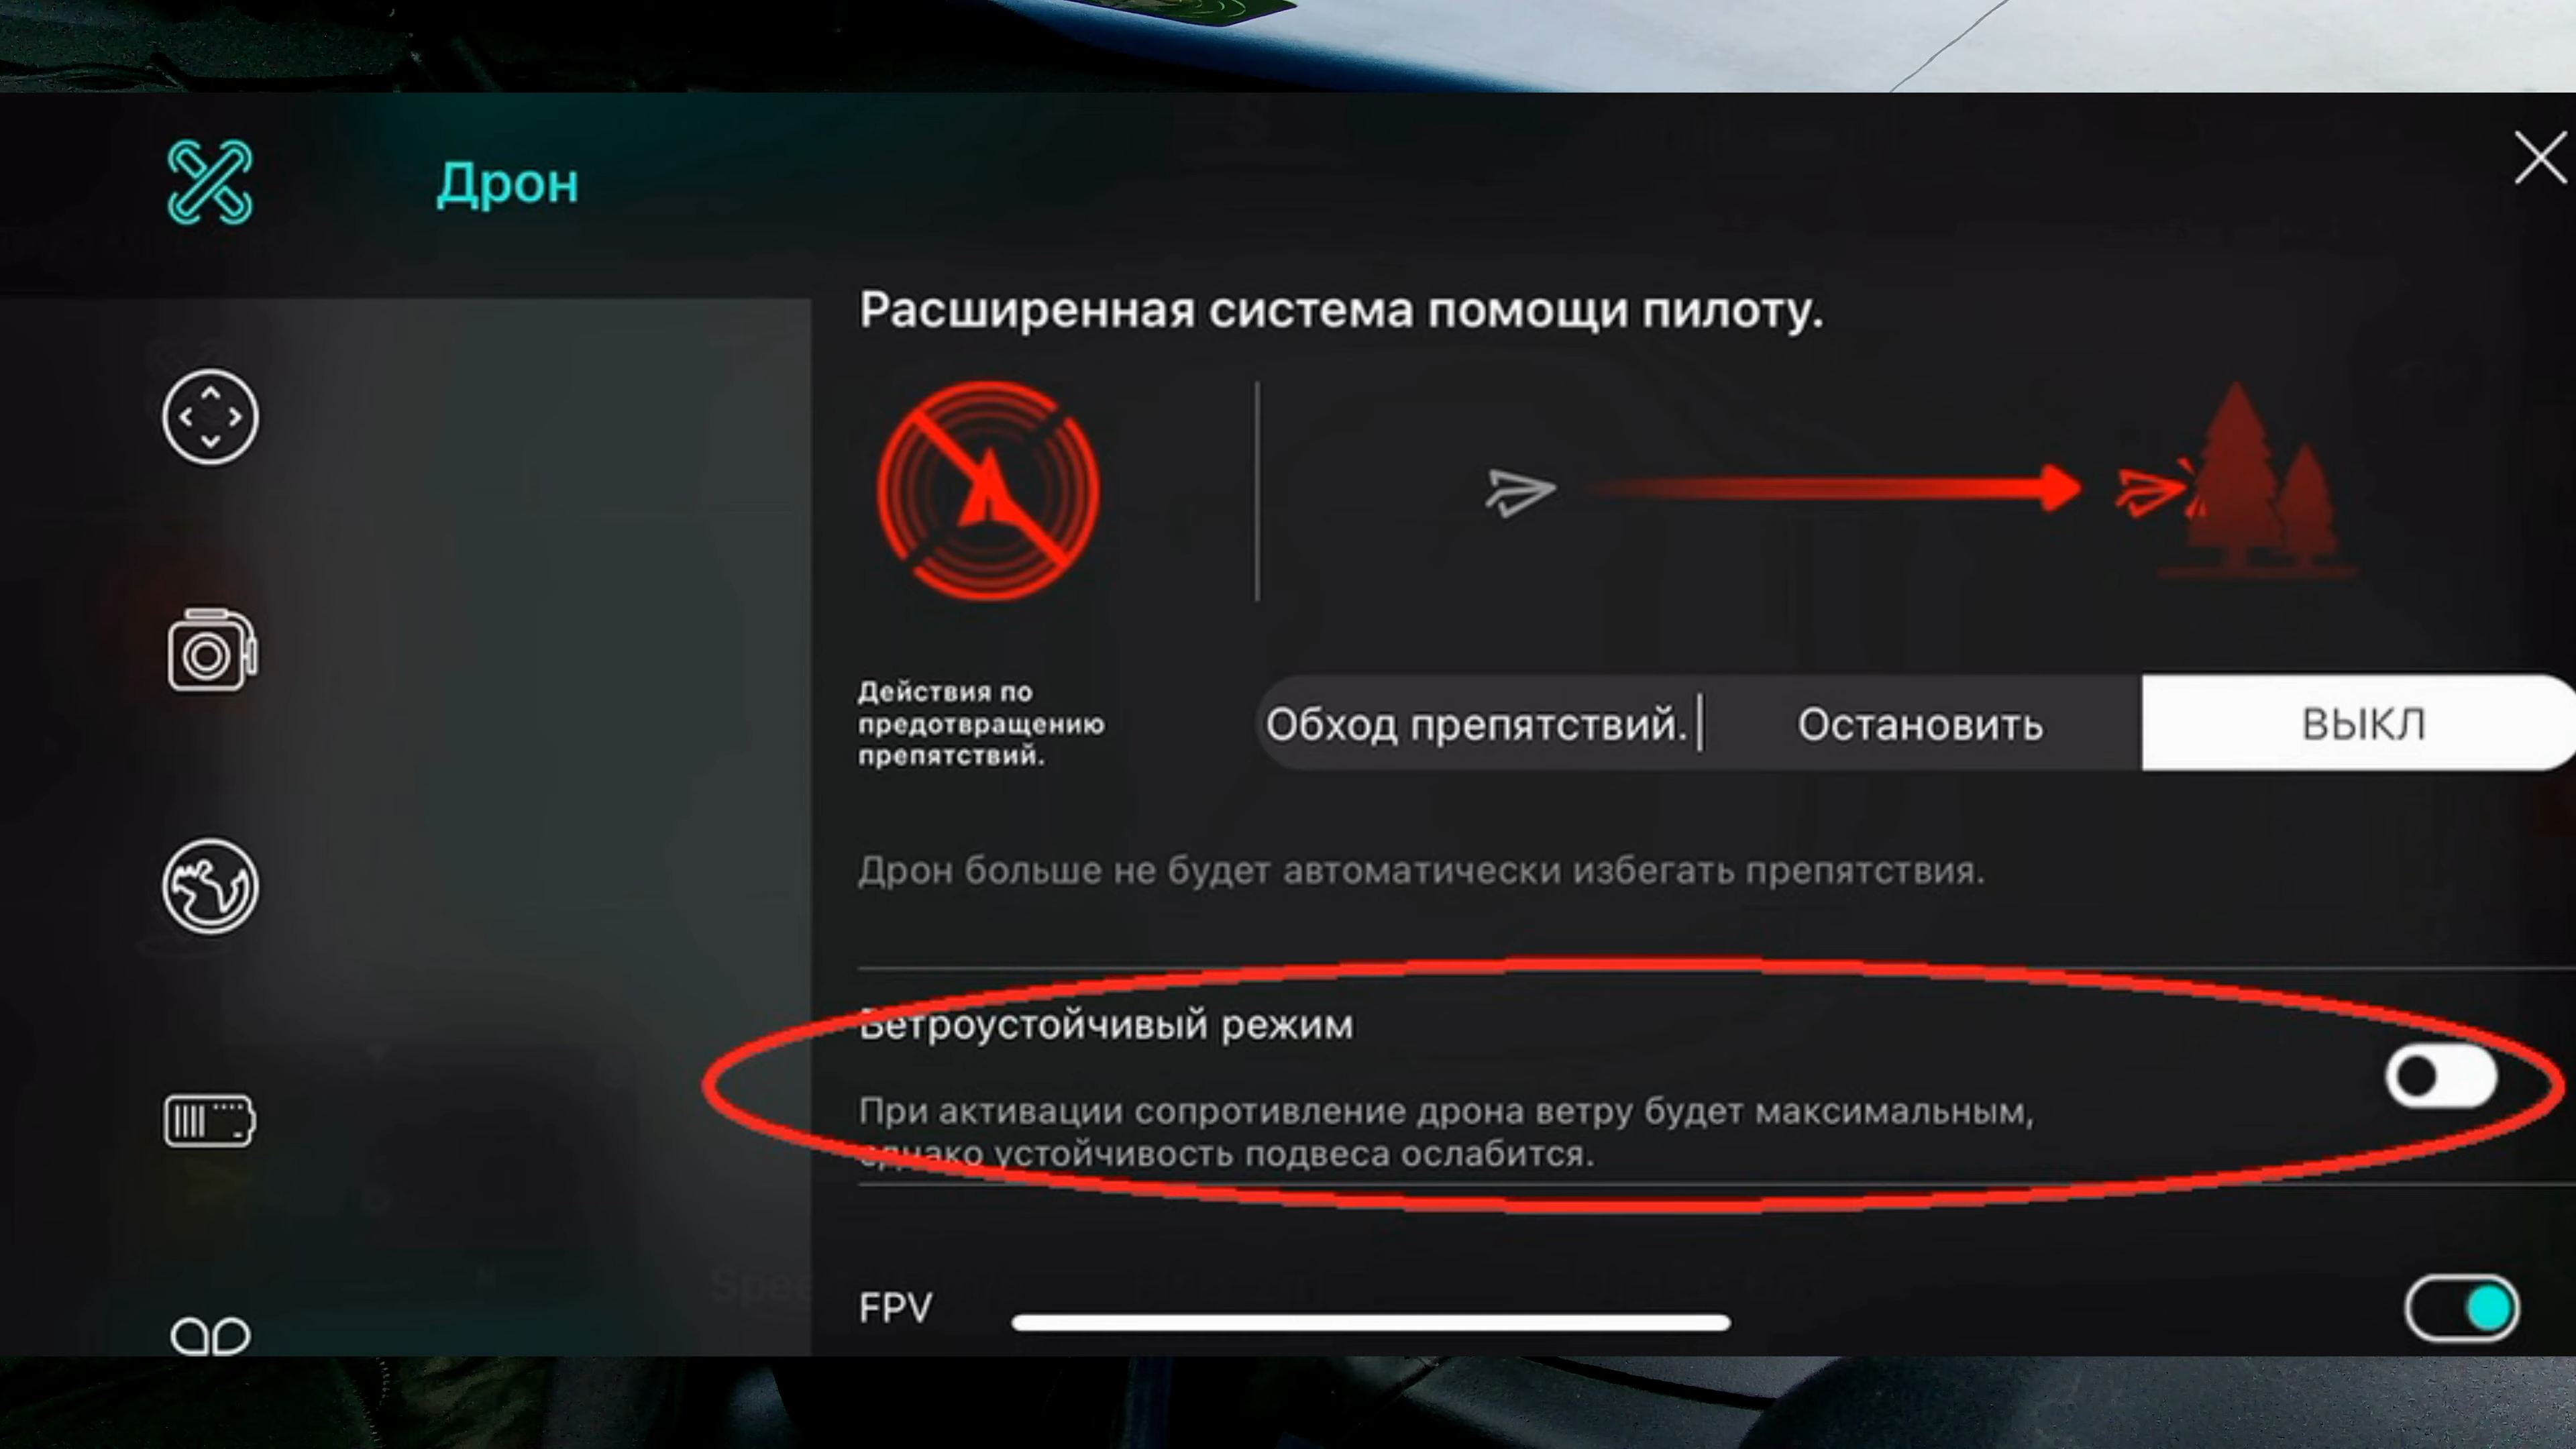 Дрон
Расширенная система помощи пилоту.
Действия по
предотвращению
препятствий.
Обход препятствий.
Остановить
ВЫКЛ
Дрон больше не будет автоматически избегать препятствия.
Ветроустойчивый режим
При активации сопротивление дрона ветру будет максимальным,
однако устойчивость подвеса ослабится.
FPV